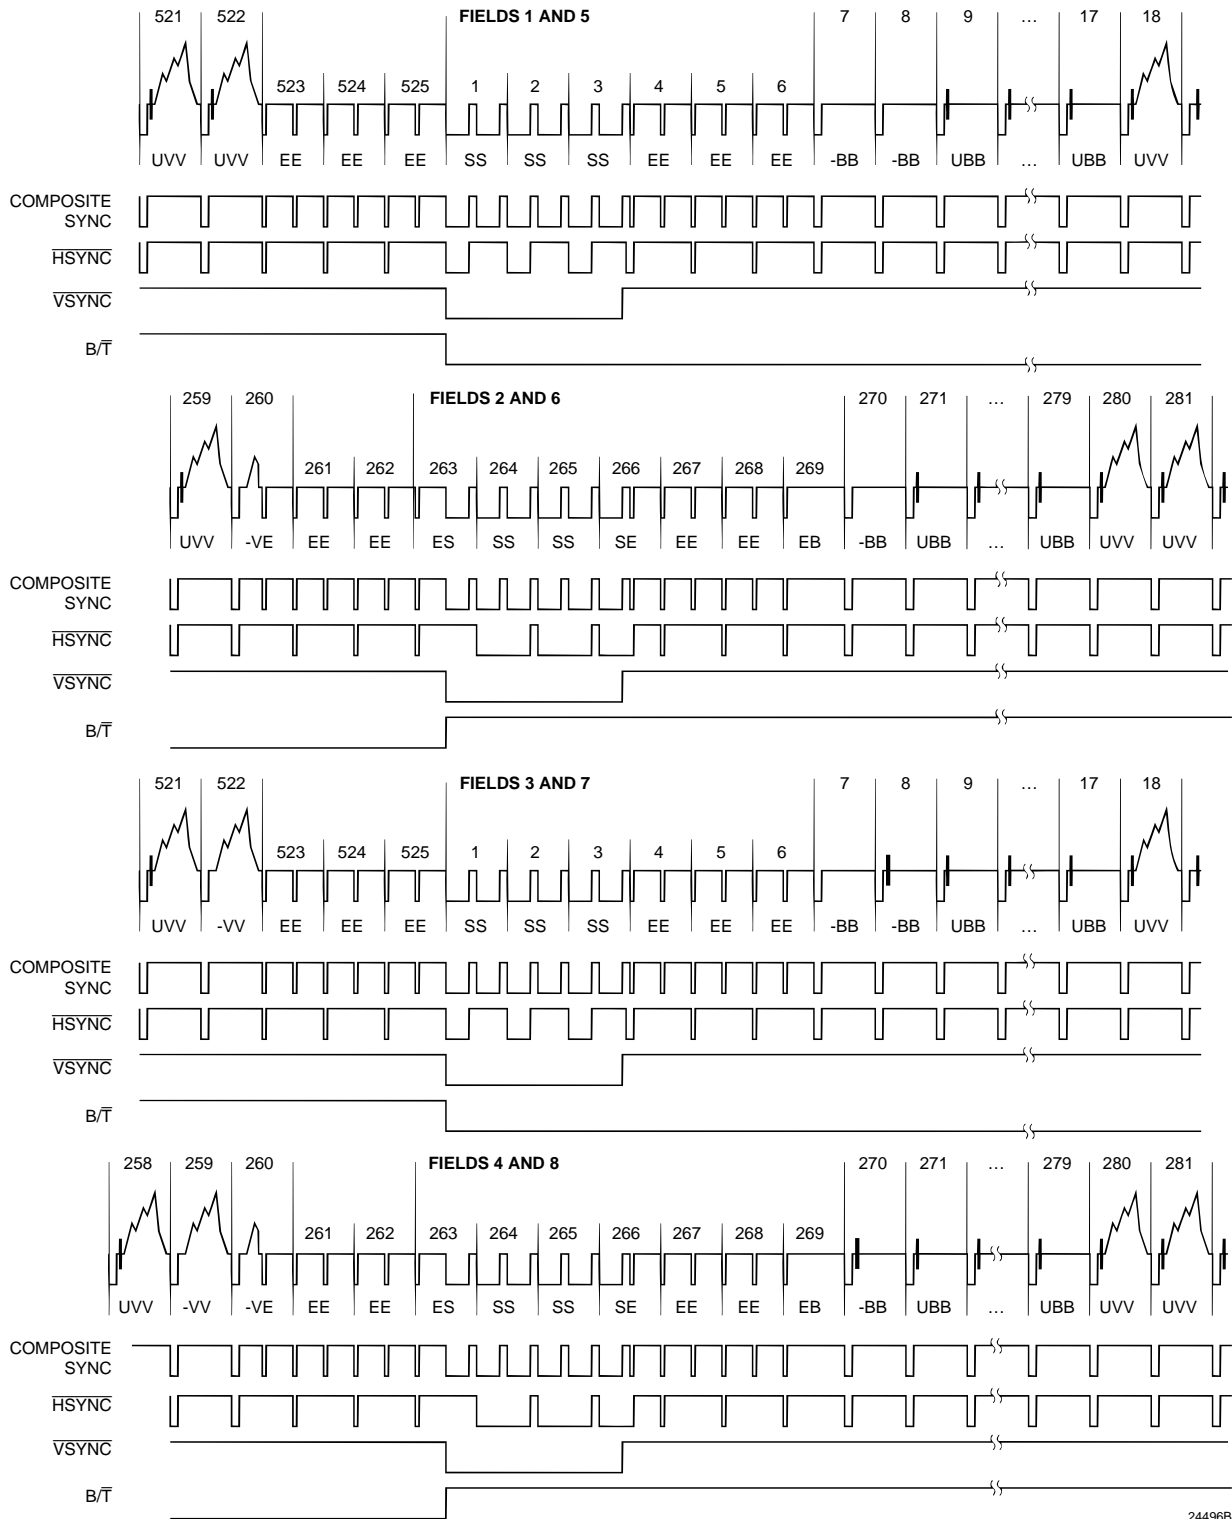 521 522 FIELDS 1 AND 5 7 8 9 ... 17 18
523 524 525 1 2 3 4 5 6
UVV UVV EE EE EE SS SS SS EE EE EE -BB -BB UBB ... UBB UVV
COMPOSITE
SYNC
HSYNC
VSYNC
B/T
259 260 FIELDS 2 AND 6 270 271 ... 279 280 281
261 262 263 264 265 266 267 268 269
UVV -VE EE EE ES SS SS SE EE EE EB -BB UBB ... UBB UVV UVV
COMPOSITE
SYNC
HSYNC
VSYNC
B/T
521 522 FIELDS 3 AND 7 7 8 9 ... 17 18
523 524 525 1 2 3 4 5 6
UVV -VV EE EE EE SS SS SS EE EE EE -BB -BB UBB ... UBB UVV
COMPOSITE
SYNC
HSYNC
VSYNC
B/T
258 259 260 FIELDS 4 AND 8 270 271 ... 279 280 281
261 262 263 264 265 266 267 268 269
UVV -VV -VE EE EE ES SS SS SE EE EE EB -BB UBB ... UBB UVV UVV
COMPOSITE
SYNC
HSYNC
VSYNC
B/T
24496B